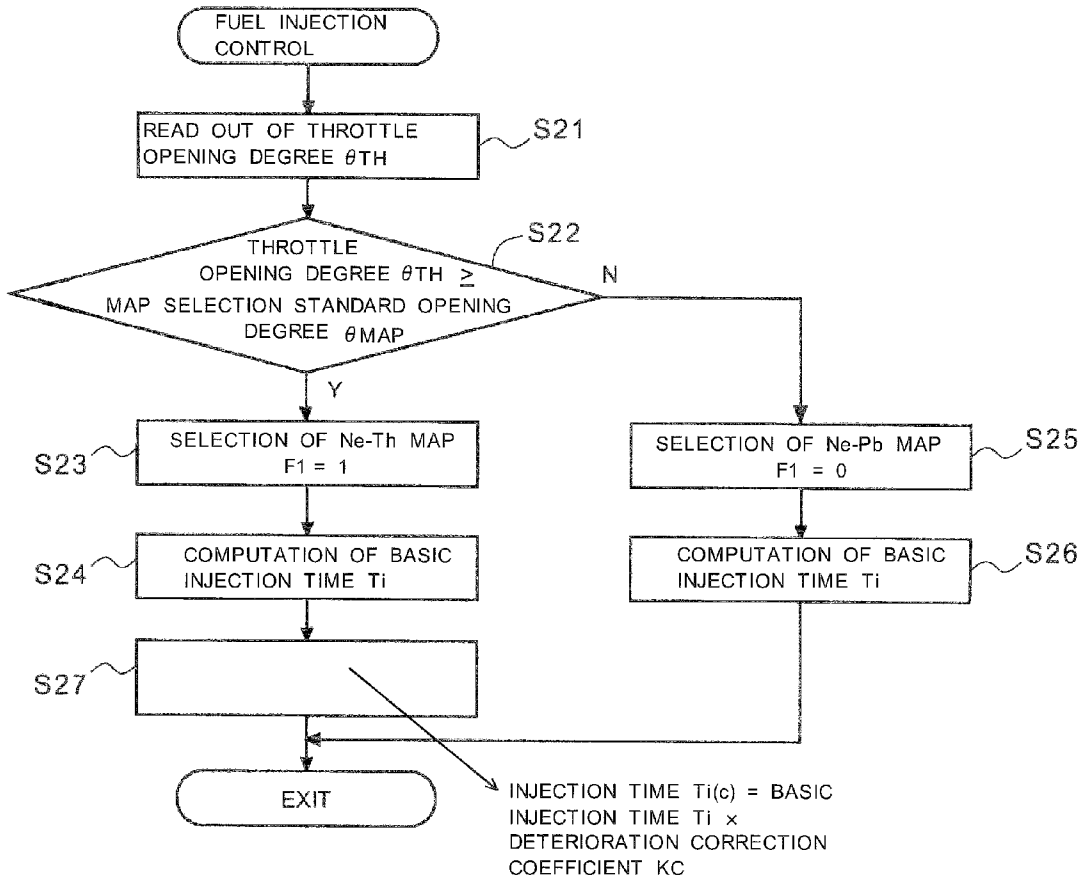 FUEL INJECTION
CONTROL
READ OUT OF THROTTLE
OPENING DEGREE θTH
S21
THROTTLE
OPENING DEGREE θTH ≥
MAP SELECTION STANDARD OPENING
DEGREE θMAP
S22
N
Y
SELECTION OF Ne-Th MAP
F1 = 1
S23
SELECTION OF Ne-Pb MAP
F1 = 0
S25
COMPUTATION OF BASIC
INJECTION TIME Ti
S24
COMPUTATION OF BASIC
INJECTION TIME Ti
S26
S27
EXIT
INJECTION TIME Ti(c) = BASIC
INJECTION TIME Ti ×
DETERIORATION CORRECTION
COEFFICIENT KC